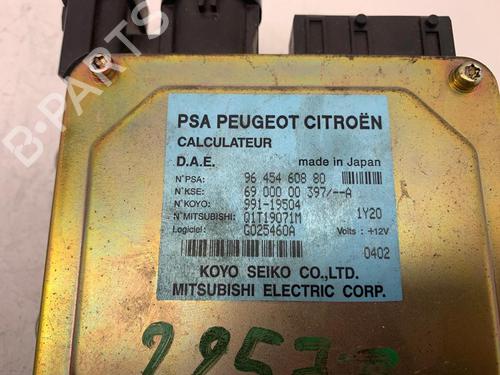 PSA PEUGEOT CITROËN
CALCULATEUR
D.A.E. made in Japan
N°PSA: 96 454 608 80
N°KSE: 69 000 00 397/--A
N°KOYO: 991-19504
N°MITSUBISHI: Q1T19071M 1Y20
Logiciel: G025460A Volts : +12V
0402
KOYO SEIKO CO.,LTD.
MITSUBISHI ELECTRIC CORP.
B-PARTS